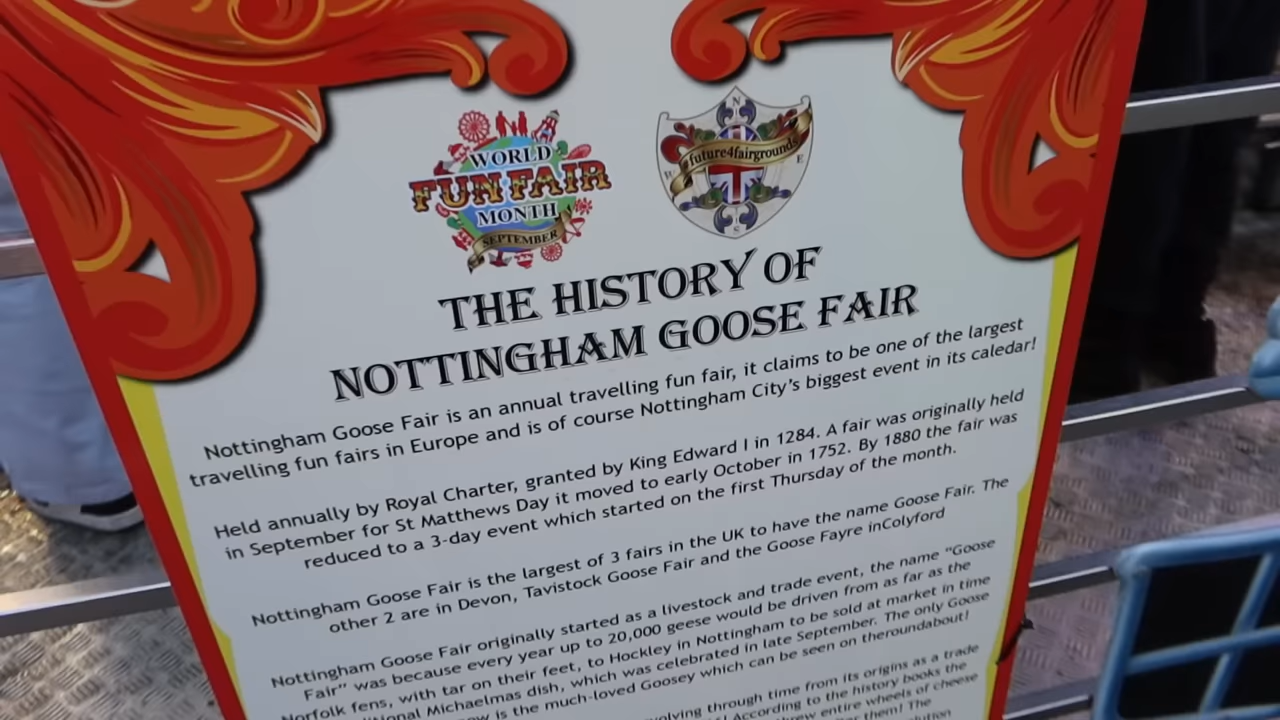 WORLD
FUN FAIR
MONTH
SEPTEMBER
N
future4fairgrounds
W E
S
THE HISTORY OF
NOTTINGHAM GOOSE FAIR
Nottingham Goose Fair is an annual travelling fun fair, it claims to be one of the largest
travelling fun fairs in Europe and is of course Nottingham City's biggest event in its caledar!
Held annually by Royal Charter, granted by King Edward I in 1284. A fair was originally held
in September for St Matthews Day it moved to early October in 1752. By 1880 the fair was
reduced to a 3-day event which started on the first Thursday of the month.
Nottingham Goose Fair is the largest of 3 fairs in the UK to have the name Goose Fair. The
other 2 are in Devon, Tavistock Goose Fair and the Goose Fayre inColyford
Nottingham Goose Fair originally started as a livestock and trade event, the name "Goose
Fair" was because every year up to 20,000 geese would be driven from as far as the
Norfolk fens, with tar on their feet, to Hockley in Nottingham to be sold at market in time
Michaelmas dish, which was celebrated in late September. The only Goose
is the much-loved Goosey which can be seen on theroundabout!
through time from its origins as a trade
According to the history books the
entire wheels of cheese
them! The